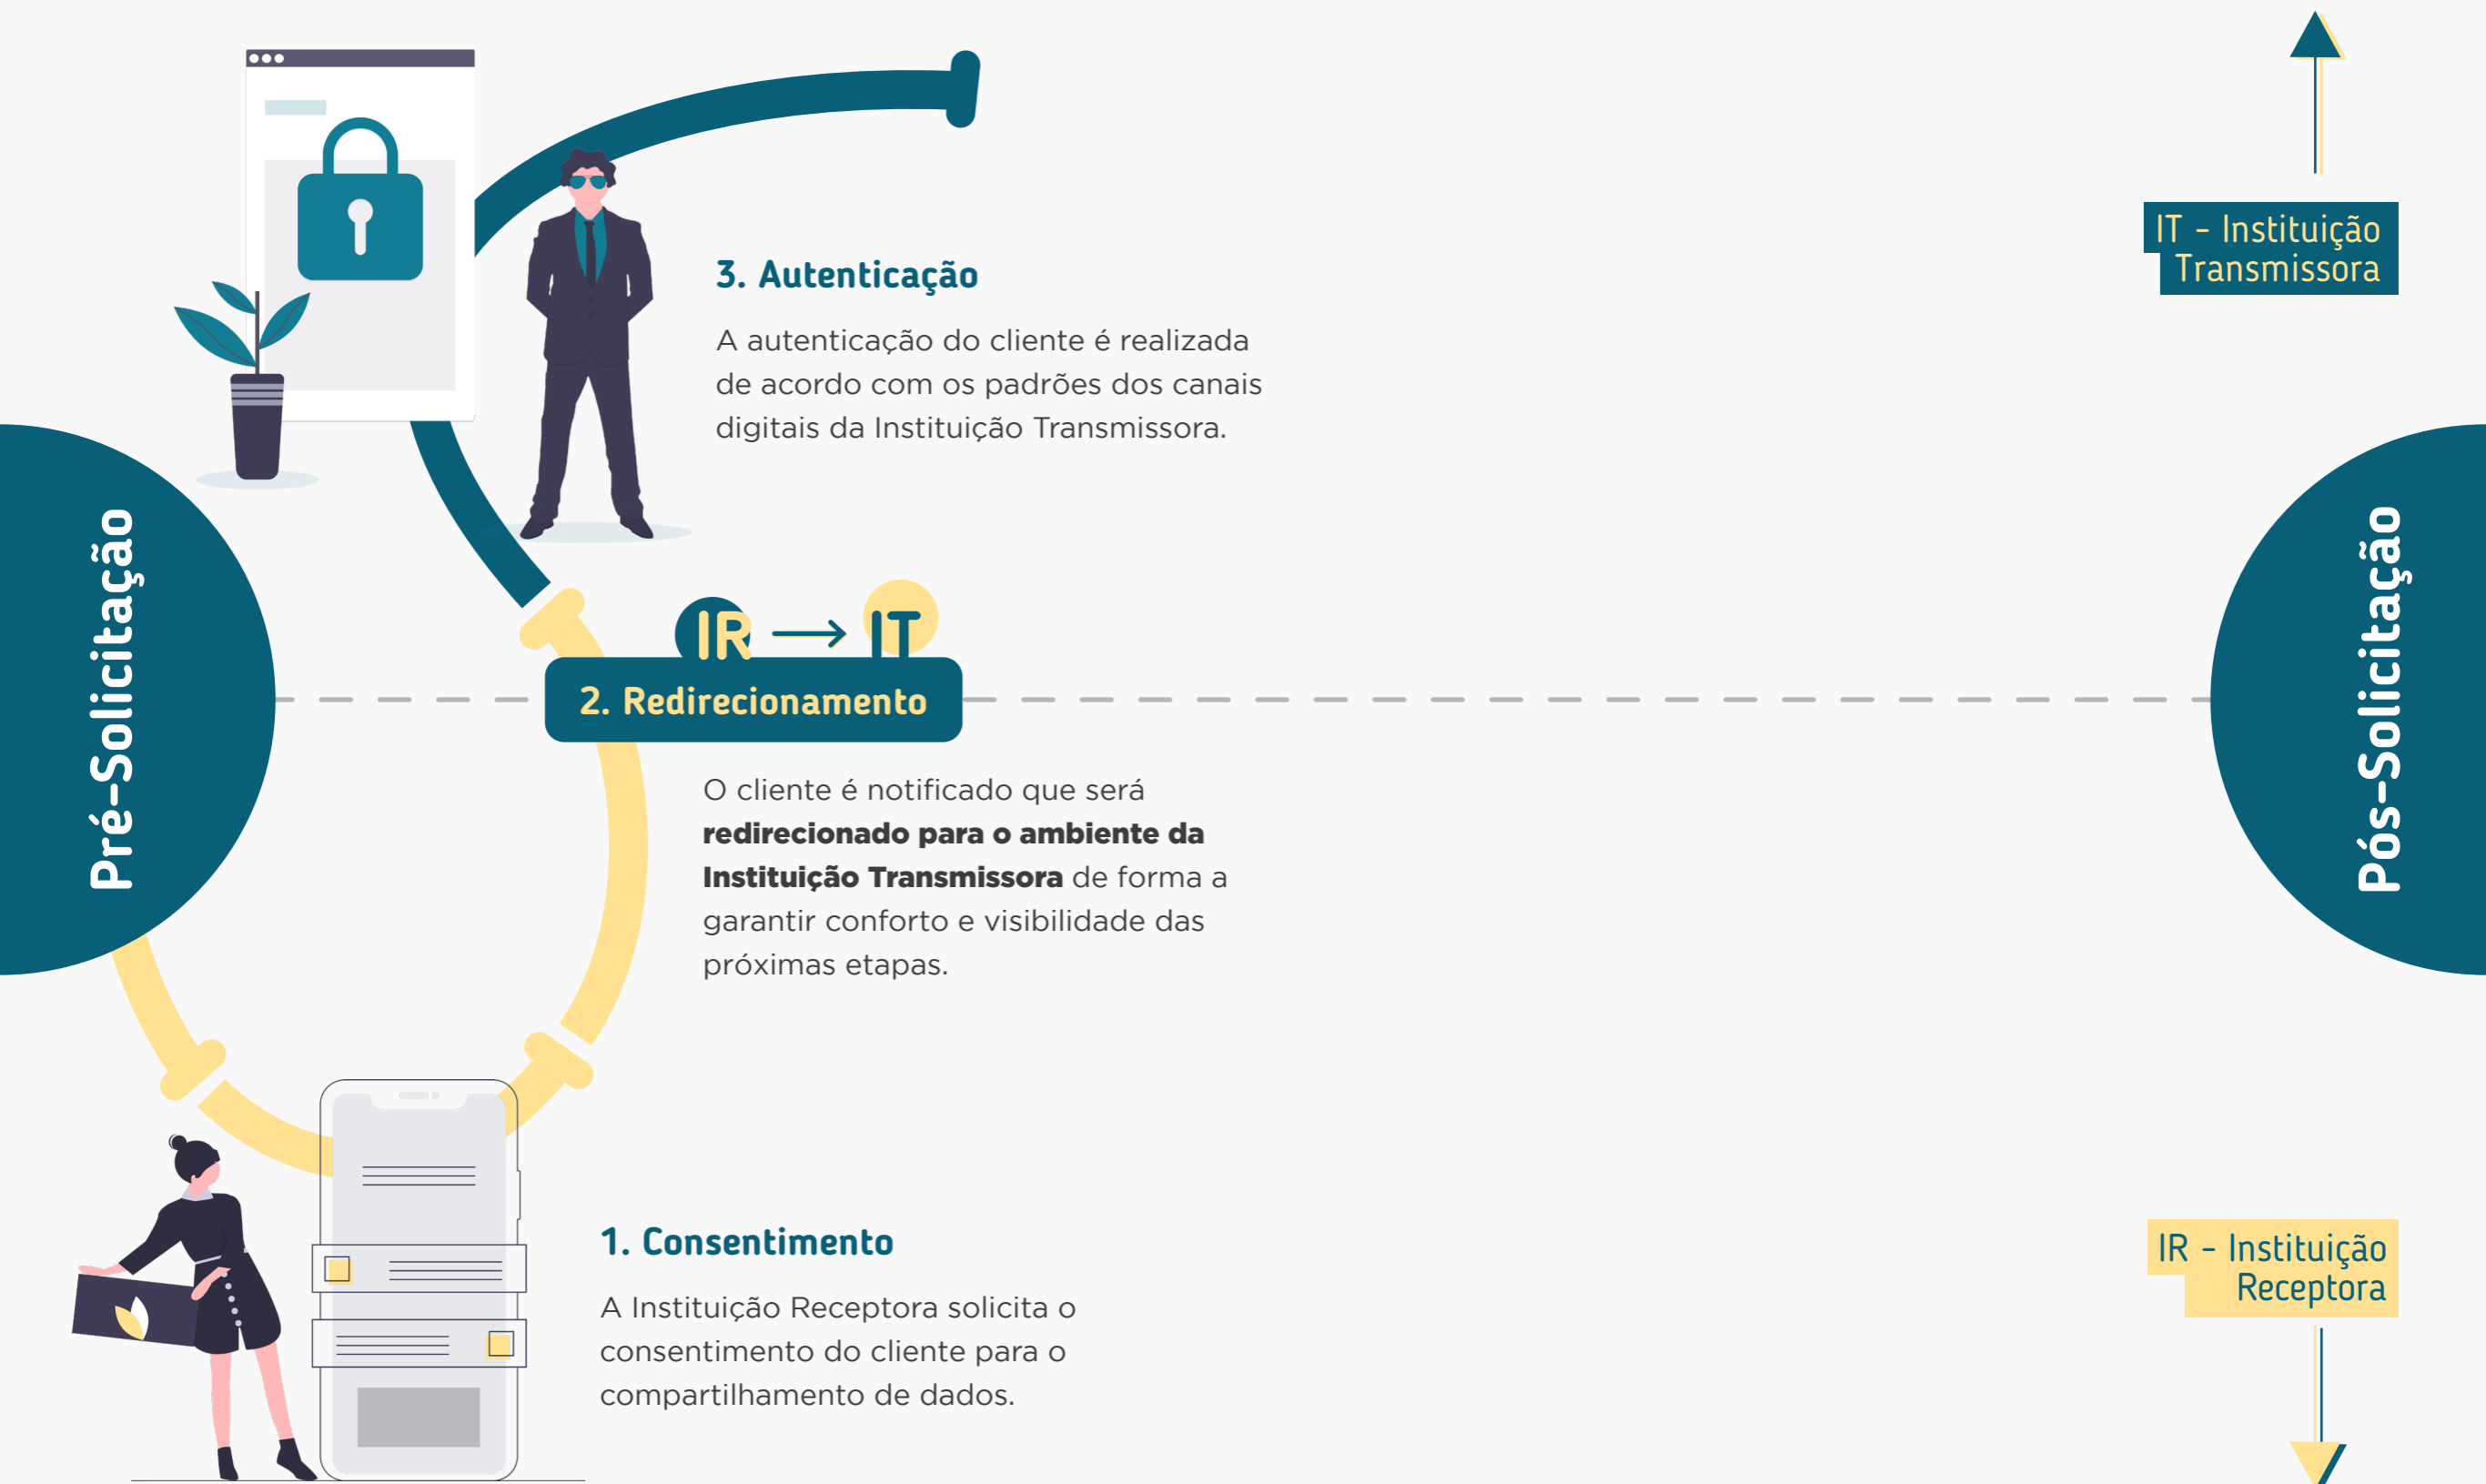 Pré-Solicitação
3. Autenticação
A autenticação do cliente é realizada
de acordo com os padrões dos canais
digitais da Instituição Transmissora.
IR → IT
2. Redirecionamento
O cliente é notificado que será
redirecionado para o ambiente da
Instituição Transmissora de forma a
garantir conforto e visibilidade das
próximas etapas.
1. Consentimento
A Instituição Receptora solicita o
consentimento do cliente para o
compartilhamento de dados.
IT - Instituição
Transmissora
Pós-Solicitação
IR - Instituição
Receptora